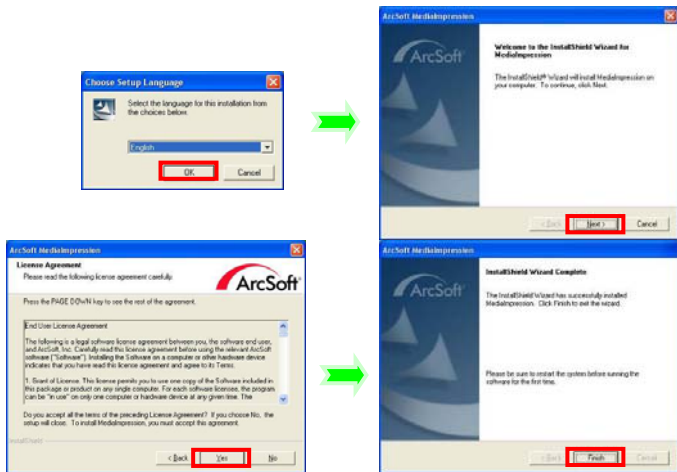 Choose Setup Language
Select the language for this installation from
the choices below.
English
OK
Cancel
ArcSoft MediaImpression
ArcSoft
Welcome to the InstallShield Wizard for
MediaImpression
The InstallShield® Wizard will install MediaImpression on
your computer. To continue, click Next.
< Back
Next >
Cancel
ArcSoft MediaImpression
License Agreement
Please read the following license agreement carefully.
ArcSoft
Press the PAGE DOWN key to see the rest of the agreement.
End User License Agreement
The following is a legal software license agreement between you, the software end user,
and ArcSoft, Inc. Carefully read this license agreement before using the relevant ArcSoft
software ("Software"). Installing the Software on a computer or other hardware device
indicates that you have read this license agreement and agree to its Terms.
1. Grant of License. This license permits you to use one copy of the Software included in
this package or product on any single computer. For each software licensee, the program
can be "in use" on only one computer or hardware device at any given time. The
Do you accept all the terms of the preceding License Agreement? If you choose No, the
setup will close. To install MediaImpression, you must accept this agreement.
InstallShield
< Back
Yes
No
ArcSoft MediaImpression
ArcSoft
InstallShield Wizard Complete
The InstallShield Wizard has successfully installed
MediaImpression. Click Finish to exit the wizard.
Please be sure to restart the system before running the
software for the first time.
< Back
Finish
Cancel